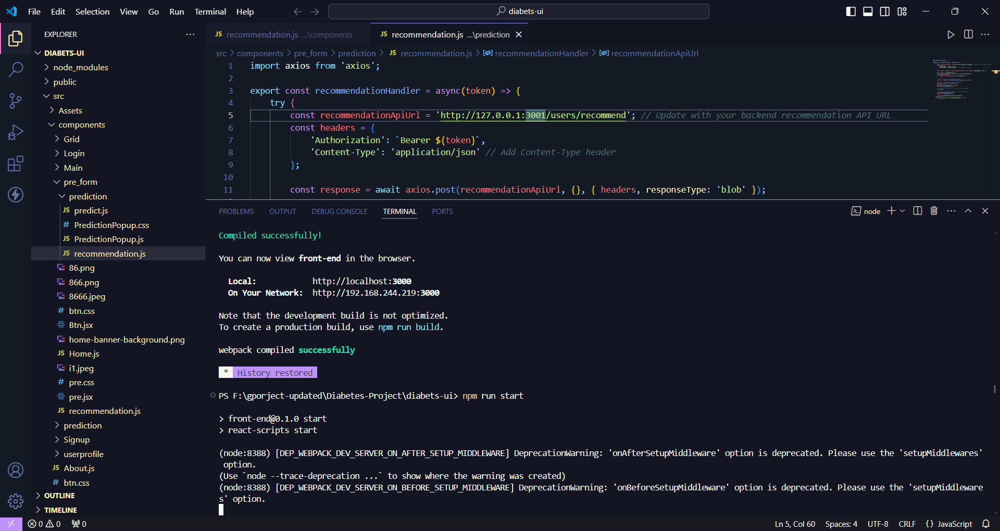 File Edit Selection View Go Run Terminal Help
diabets-ui
EXPLORER
DIABETS-UI
node_modules
public
src
Assets
components
Grid
Login
Main
pre_form
prediction
JS predict.js
# PredictionPopup.css
JS PredictionPopup.js
JS recommendation.js
86.png
866.png
8666.jpeg
# btn.css
Btn.jsx
home-banner-background.png
JS Home.js
i1.jpeg
# pre.css
pre.jsx
JS recommendation.js
prediction
Signup
userprofile
JS About.js
# btn.css
OUTLINE
TIMELINE
JS recommendation.js ...\components
JS recommendation.js ...\prediction
src > components > pre_form > prediction > JS recommendation.js > recommendationHandler > recommendationApiUrl
1 import axios from 'axios';
2
3 export const recommendationHandler = async(token) => {
4 try {
5 const recommendationApiUrl = 'http://127.0.0.1:3001/users/recommend'; // Update with your backend recommendation API URL
6 const headers = {
7 'Authorization': `Bearer ${token}`,
8 'Content-Type': 'application/json' // Add Content-Type header
9 };
10
11 const response = await axios.post(recommendationApiUrl, {}, { headers, responseType: 'blob' });
PROBLEMS OUTPUT DEBUG CONSOLE TERMINAL PORTS
node
Compiled successfully!
You can now view front-end in the browser.
Local: http://localhost:3000
On Your Network: http://192.168.244.219:3000
Note that the development build is not optimized.
To create a production build, use npm run build.
webpack compiled successfully
* History restored
PS F:\gporject-updated\Diabetes-Project\diabets-ui> npm run start
> front-end@0.1.0 start
> react-scripts start
(node:8388) [DEP_WEBPACK_DEV_SERVER_ON_AFTER_SETUP_MIDDLEWARE] DeprecationWarning: 'onAfterSetupMiddleware' option is deprecated. Please use the 'setupMiddlewares'
option.
(Use `node --trace-deprecation ...` to show where the warning was created)
(node:8388) [DEP_WEBPACK_DEV_SERVER_ON_BEFORE_SETUP_MIDDLEWARE] DeprecationWarning: 'onBeforeSetupMiddleware' option is deprecated. Please use the 'setupMiddleware
s' option.
0 0 0
Ln 5, Col 60 Spaces: 4 UTF-8 CRLF {} JavaScript